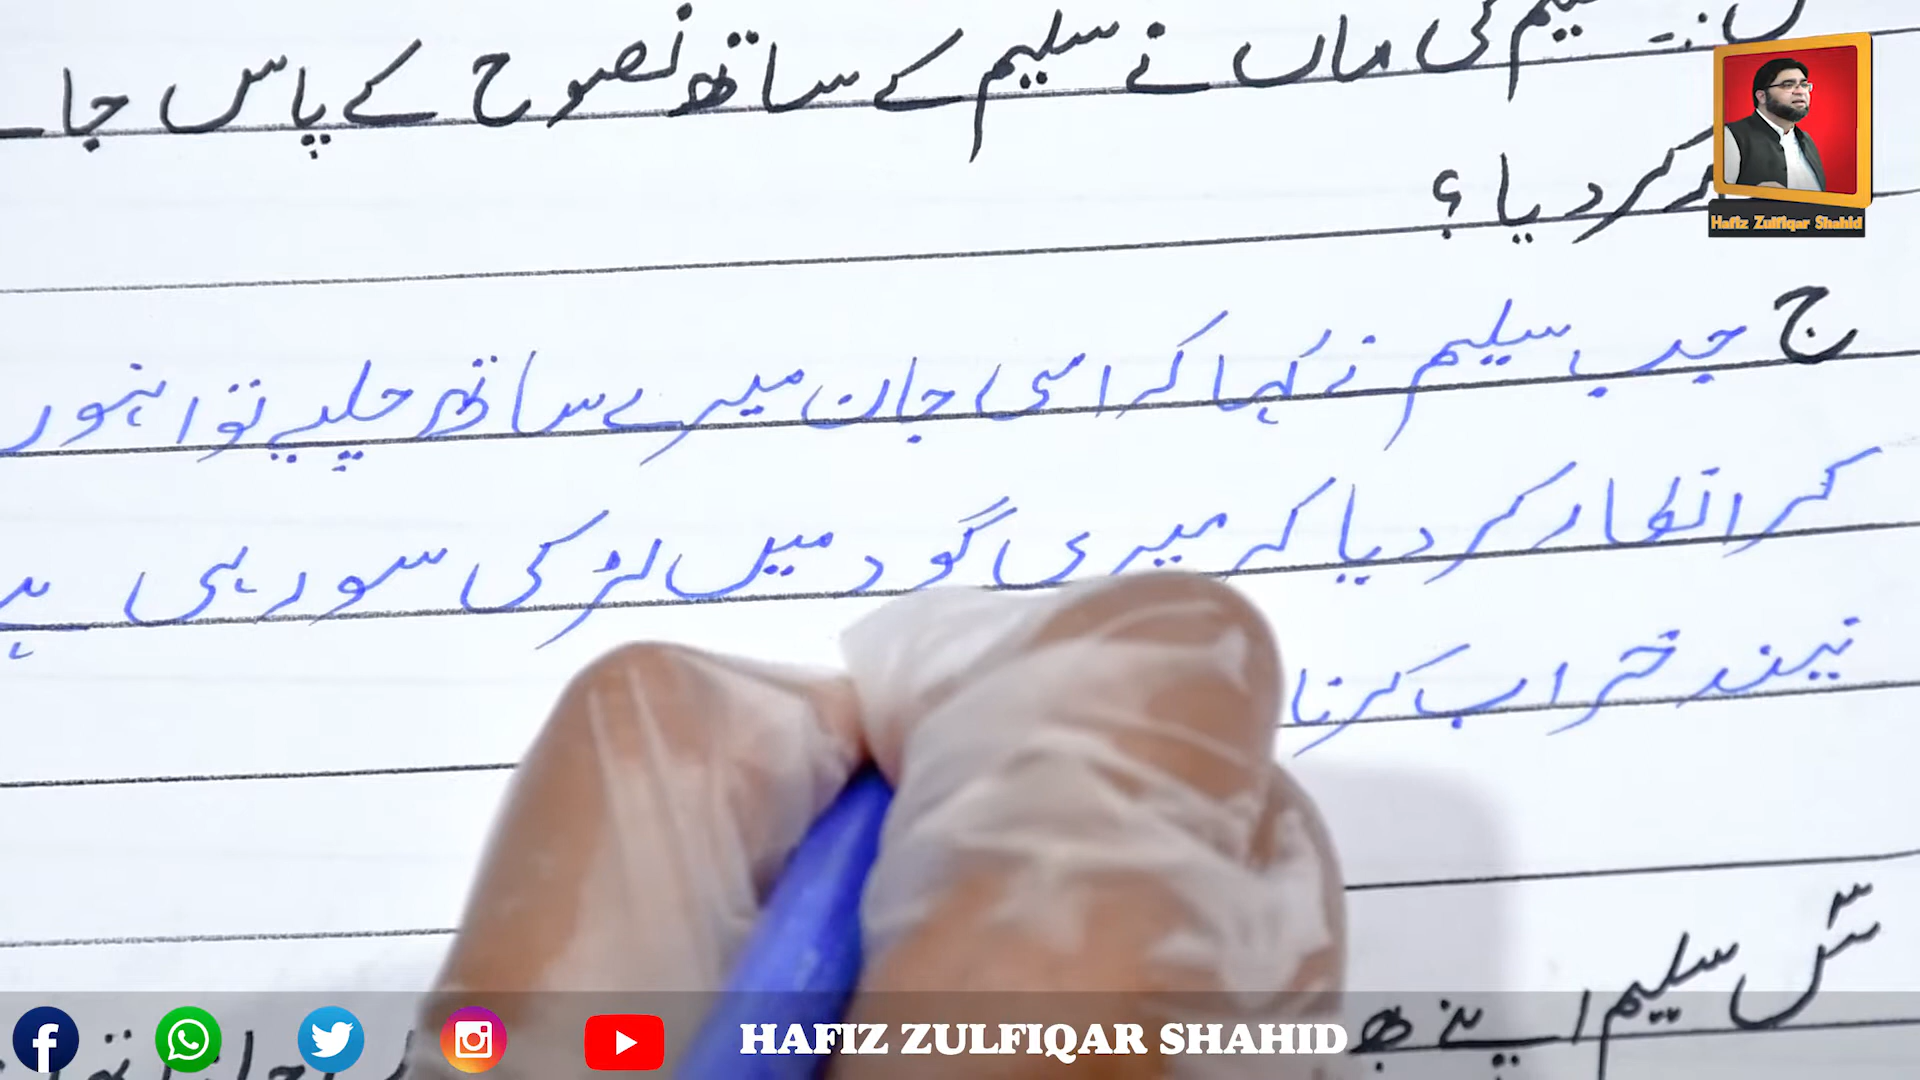 سلیم کی ماں نے سلیم کے ساتھ نصوح کے پاس جا
کر دیا؟
Hafiz Zulfiqar Shahid
ج جب سلیم نے کہا کہ امی جان میرے ساتھ چلیے تو انہوں
کر انکار کر دیا کہ میری گود میں لڑکی سو رہی ہے
نیند خراب کرنا
س سلیم اپنے بھ
HAFIZ ZULFIQAR SHAHID